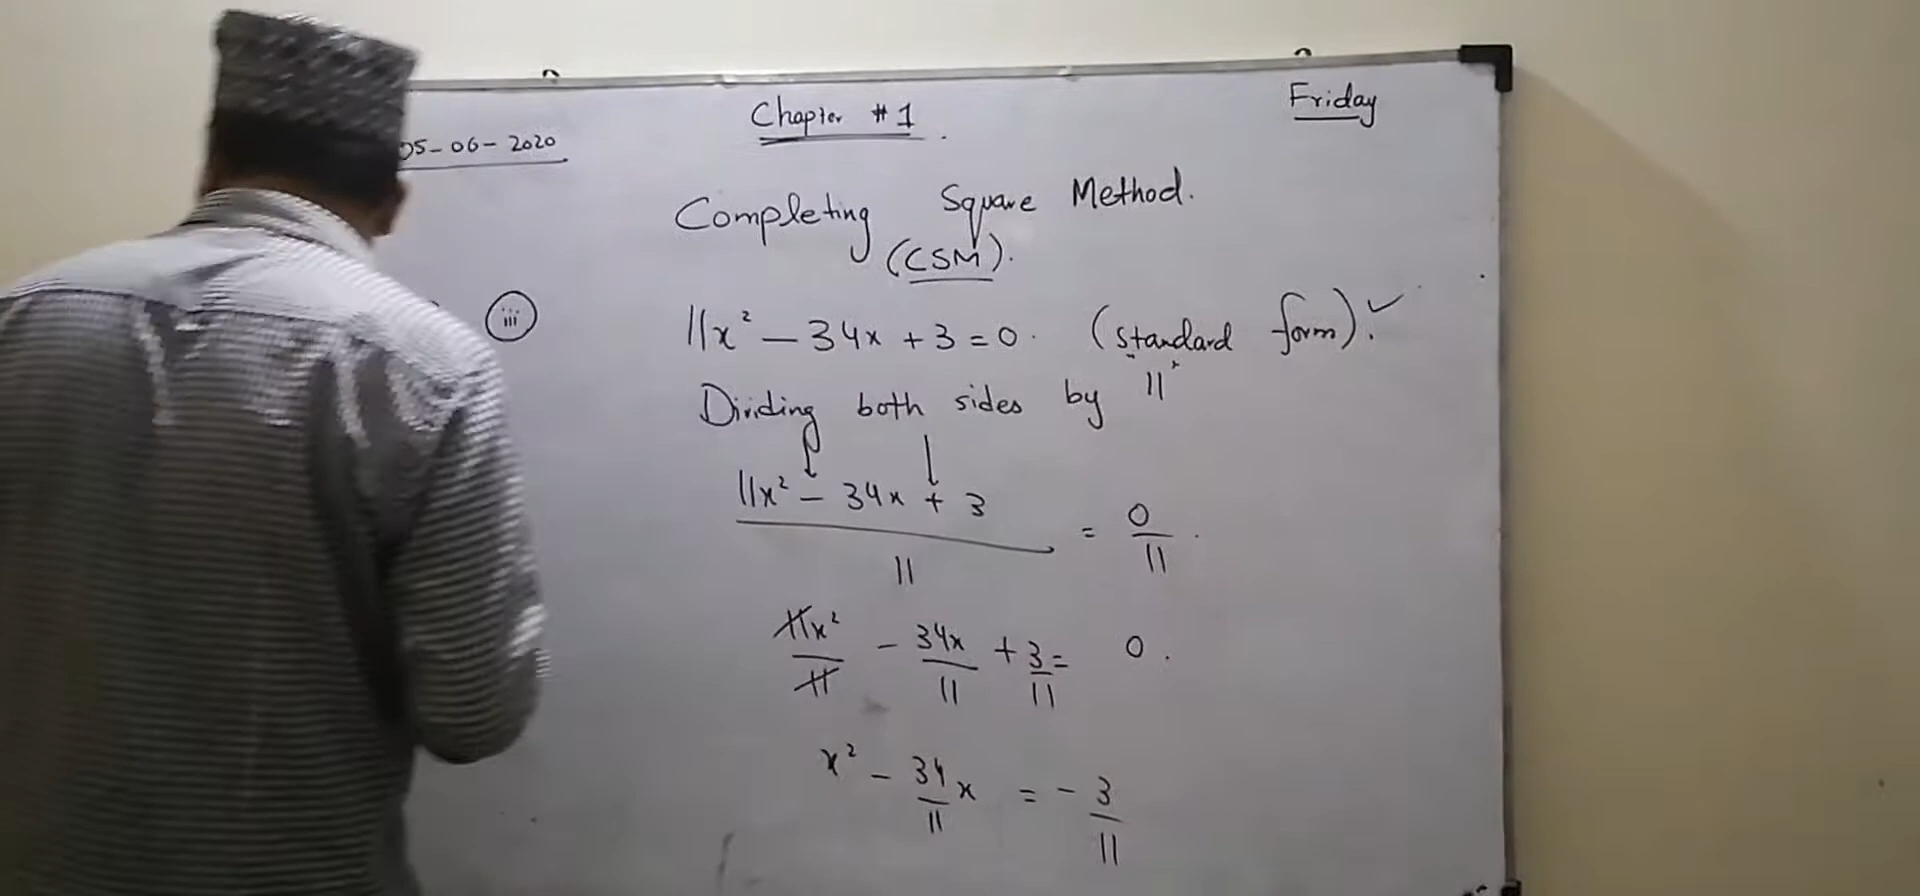 Chapter # 1
Friday
05-06-2020
Completing Square Method.
(CSM).
iii
11x² - 34x + 3 = 0. (standard form). ✓
Dividing both sides by 11
11x² - 34x + 3 / 11 = 0 / 11
11x²/11 - 34x/11 + 3/11 = 0.
x² - 34/11 x = - 3/11